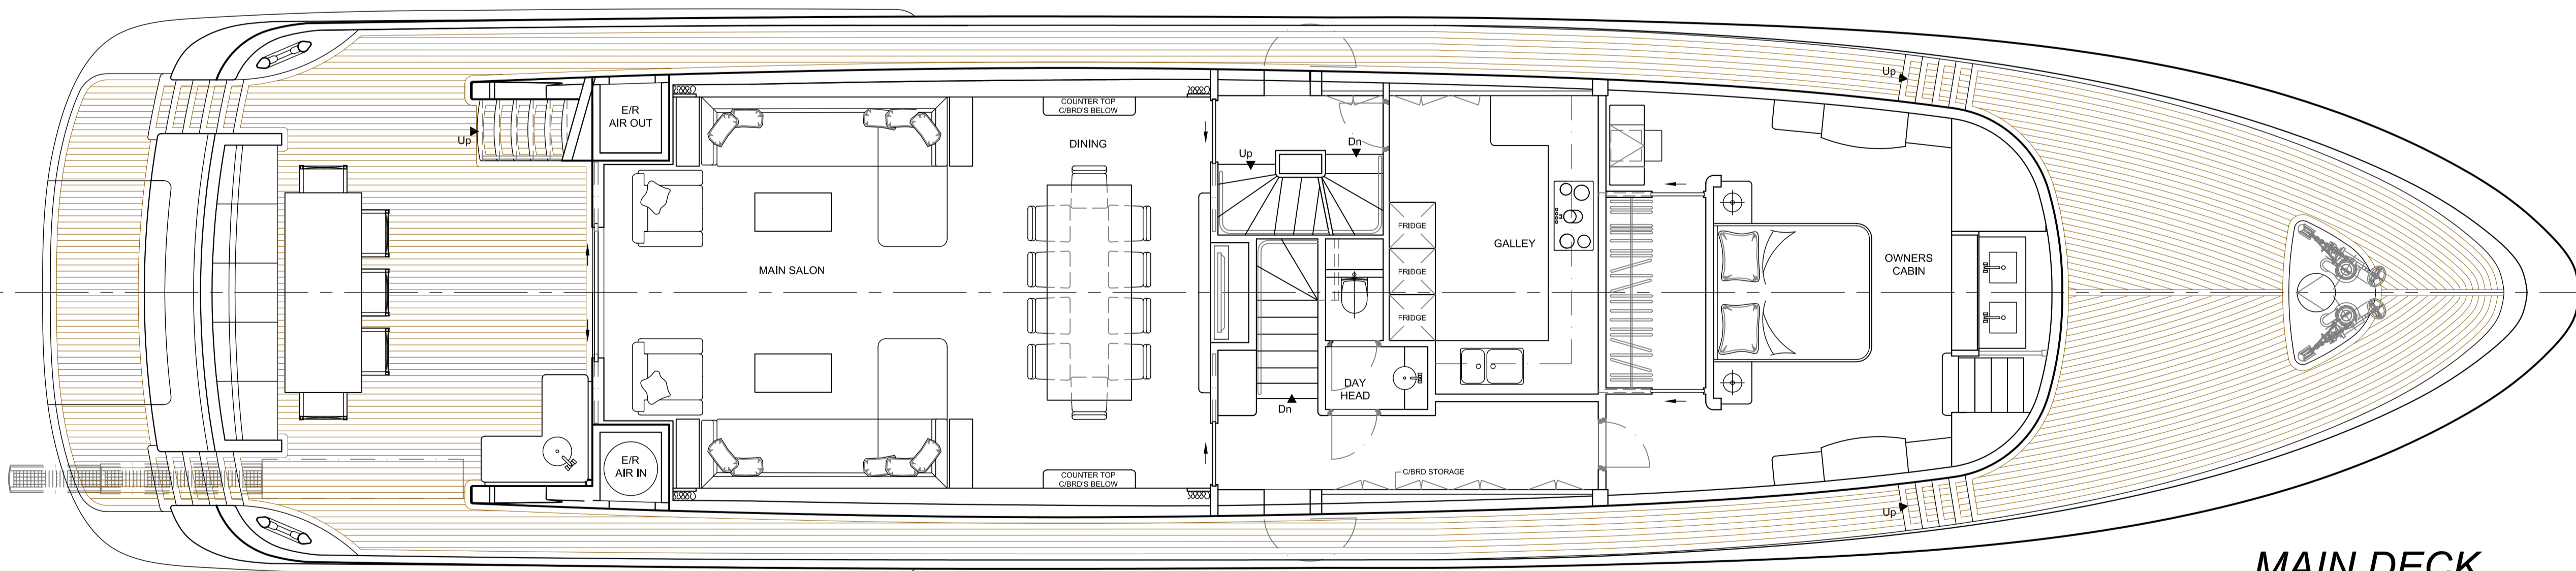 Up
E/R
AIR OUT
COUNTER TOP
C/BRD'S BELOW
DINING
Up
Dn
Up
MAIN SALON
FRIDGE
FRIDGE
FRIDGE
GALLEY
OWNERS
CABIN
DAY
HEAD
Dn
E/R
AIR IN
COUNTER TOP
C/BRD'S BELOW
C/BRD STORAGE
Up
MAIN DECK